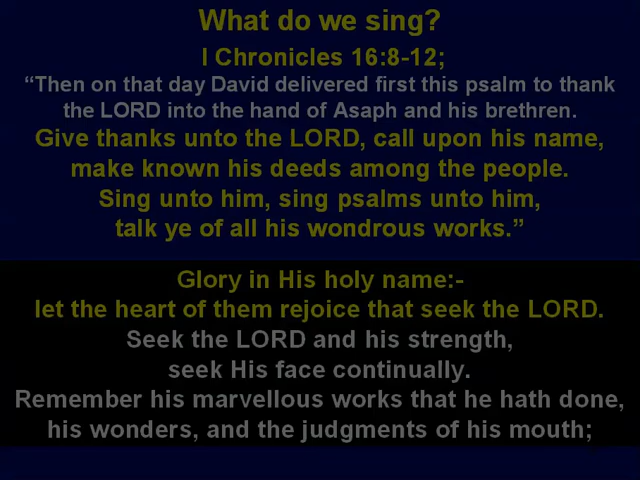 What do we sing?
I Chronicles 16:8-12;
“Then on that day David delivered first this psalm to thank
the LORD into the hand of Asaph and his brethren.
Give thanks unto the LORD, call upon his name,
make known his deeds among the people.
Sing unto him, sing psalms unto him,
talk ye of all his wondrous works.”
Glory in His holy name:-
let the heart of them rejoice that seek the LORD.
Seek the LORD and his strength,
seek His face continually.
Remember his marvellous works that he hath done,
his wonders, and the judgments of his mouth;